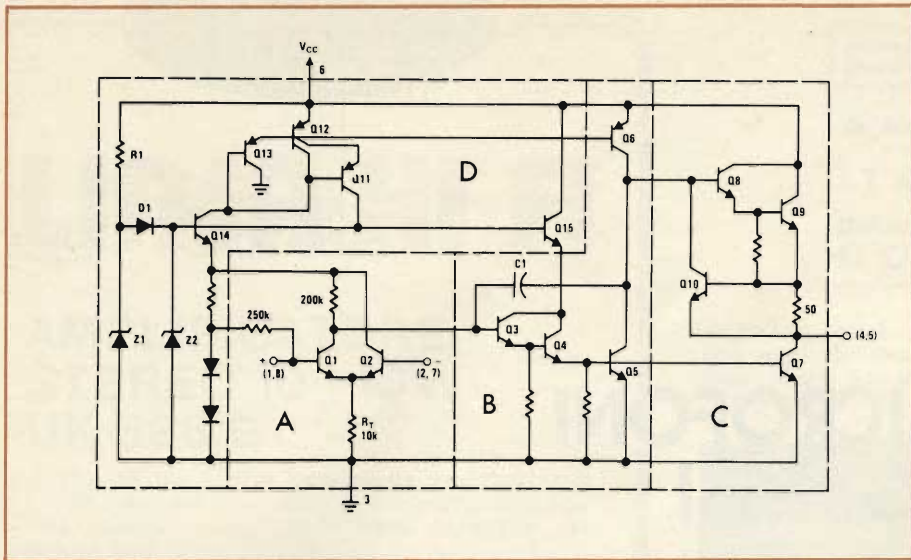 VCC
6
R1
Q12
Q13
Q6
D
Q11
Q8
D1
Q9
Q14
Q15
C1
200k
Q10
250k
50
Z1
Z2
Q3
Q4
+
Q1
Q2
−
(4,5)
(1,8)
(2,7)
Q5
Q7
A
B
C
RT
10k
3